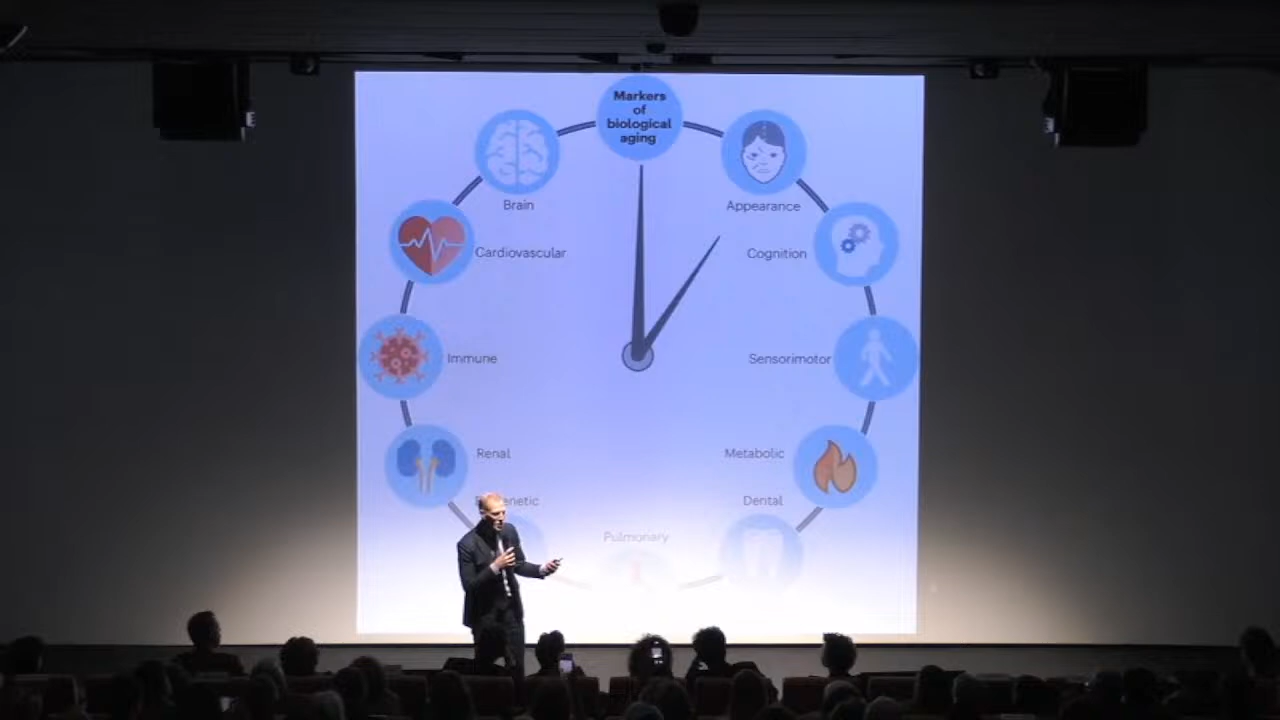 Markers
of
biological
aging
Brain
Appearance
Cardiovascular
Cognition
Immune
Sensorimotor
Renal
Metabolic
Dental
Pulmonary